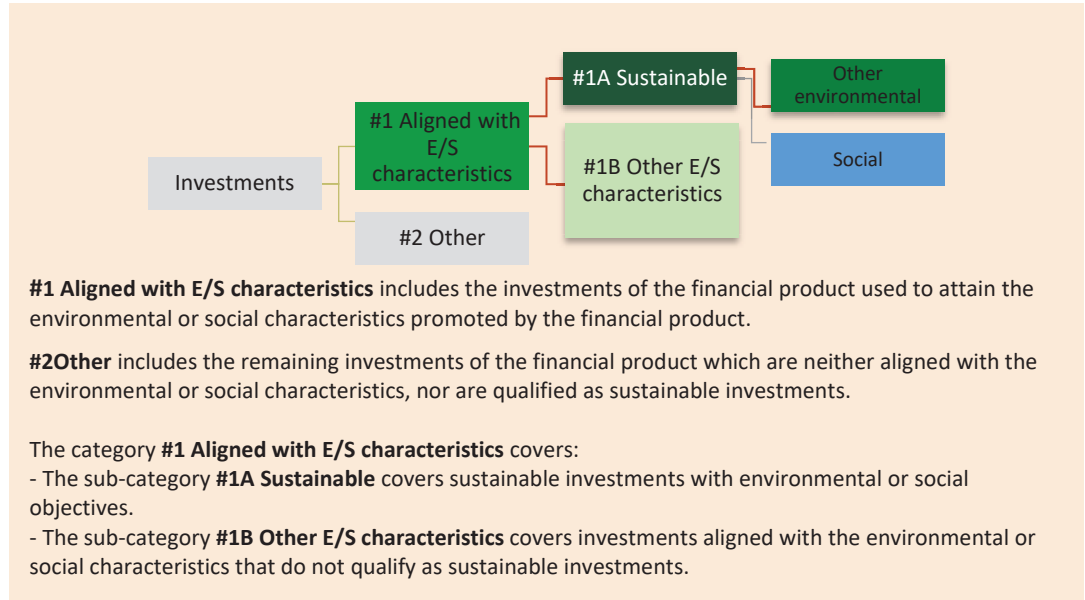 #1A Sustainable
Other
environmental
#1 Aligned with
E/S
characteristics
Social
#1B Other E/S
characteristics
Investments
#2 Other
#1 Aligned with E/S characteristics includes the investments of the financial product used to attain the
environmental or social characteristics promoted by the financial product.
#2Other includes the remaining investments of the financial product which are neither aligned with the
environmental or social characteristics, nor are qualified as sustainable investments.
The category #1 Aligned with E/S characteristics covers:
- The sub-category #1A Sustainable covers sustainable investments with environmental or social
objectives.
- The sub-category #1B Other E/S characteristics covers investments aligned with the environmental or
social characteristics that do not qualify as sustainable investments.